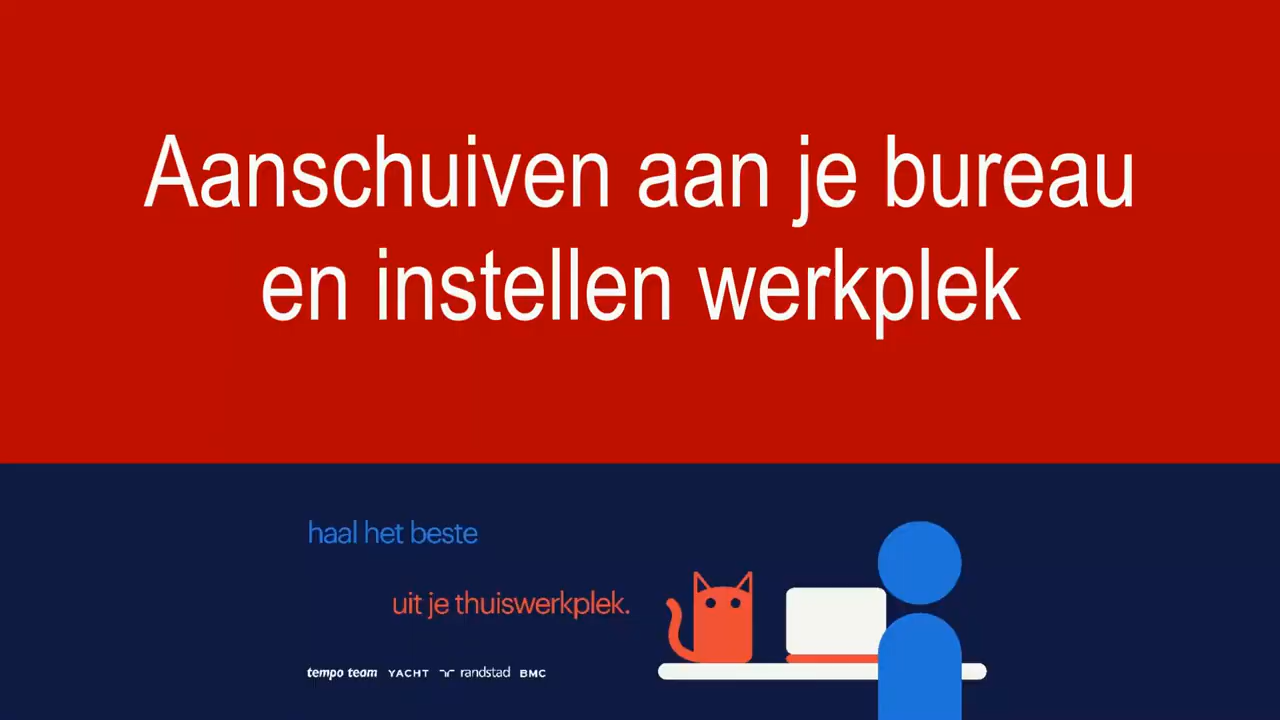 Aanschuiven aan je bureau
en instellen werkplek
haal het beste
uit je thuiswerkplek.
tempo team YACHT randstad BMC